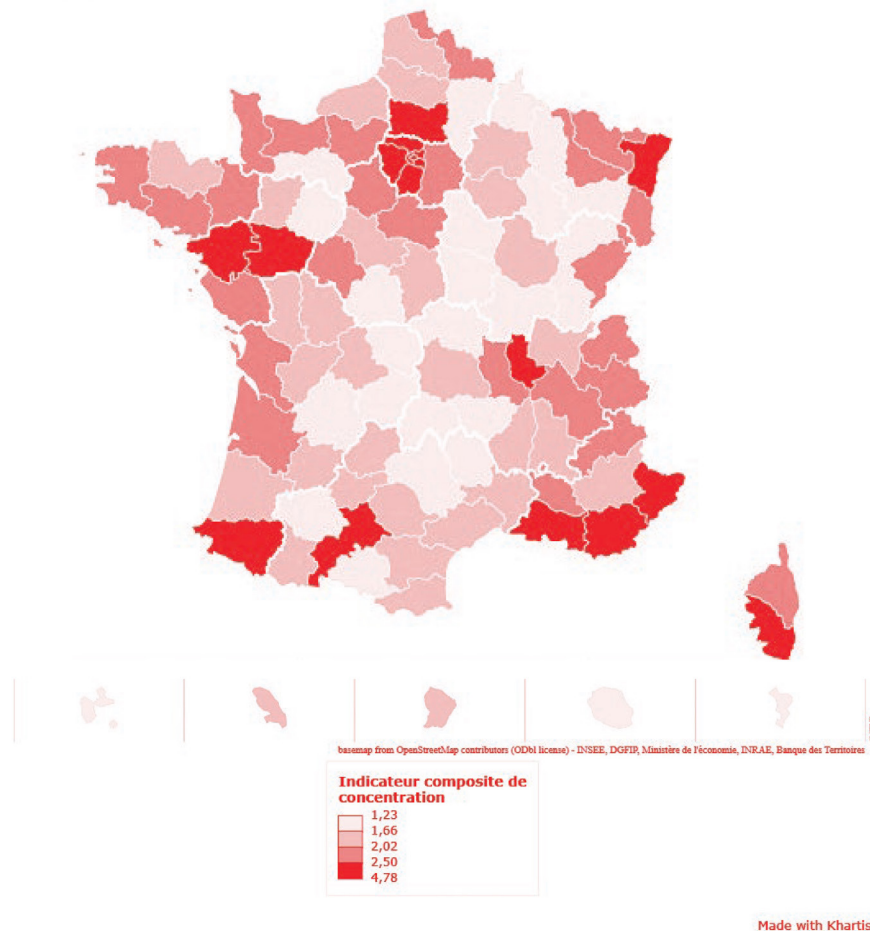 basemap from OpenStreetMap contributors (ODbl license) - INSEE, DGFIP, Ministère de l'économie, INRAE, Banque des Territoires
Indicateur composite de
concentration
1,23
1,66
2,02
2,50
4,78
Made with Khartis